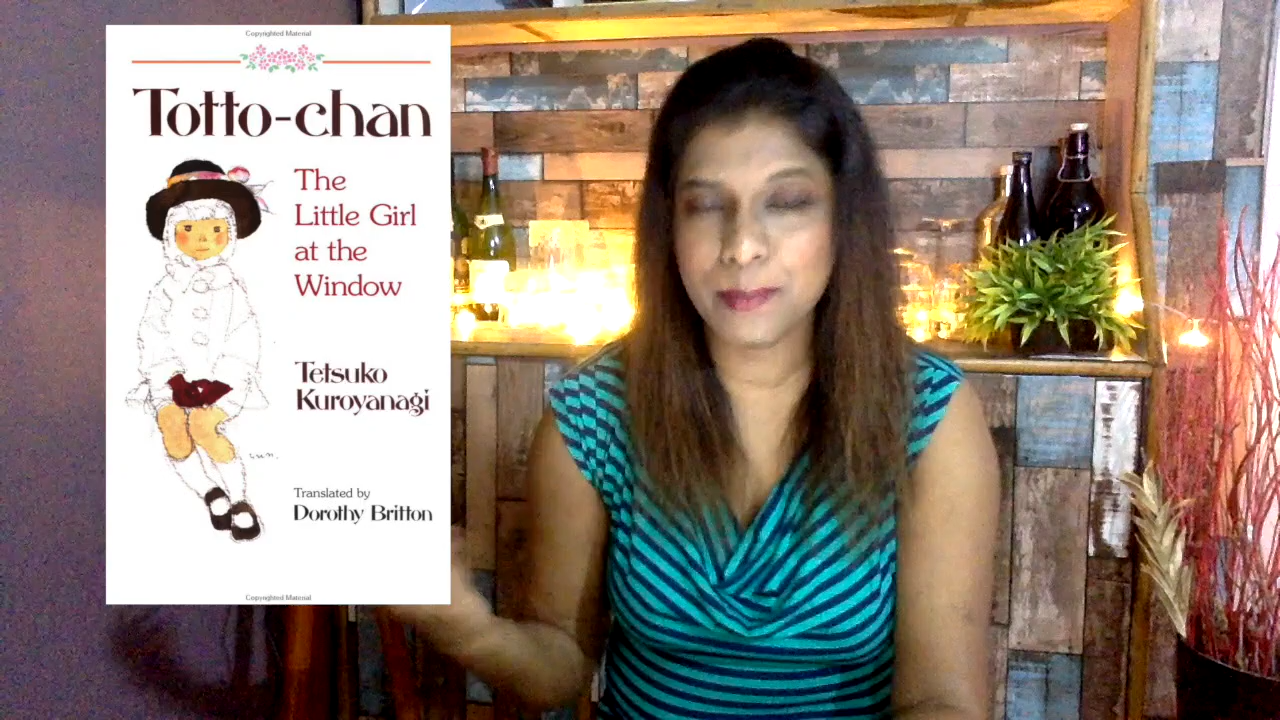 Copyrighted Material
Totto-chan
The
Little Girl
at the
Window
Tetsuko
Kuroyanagi
Translated by
Dorothy Britton
Copyrighted Material